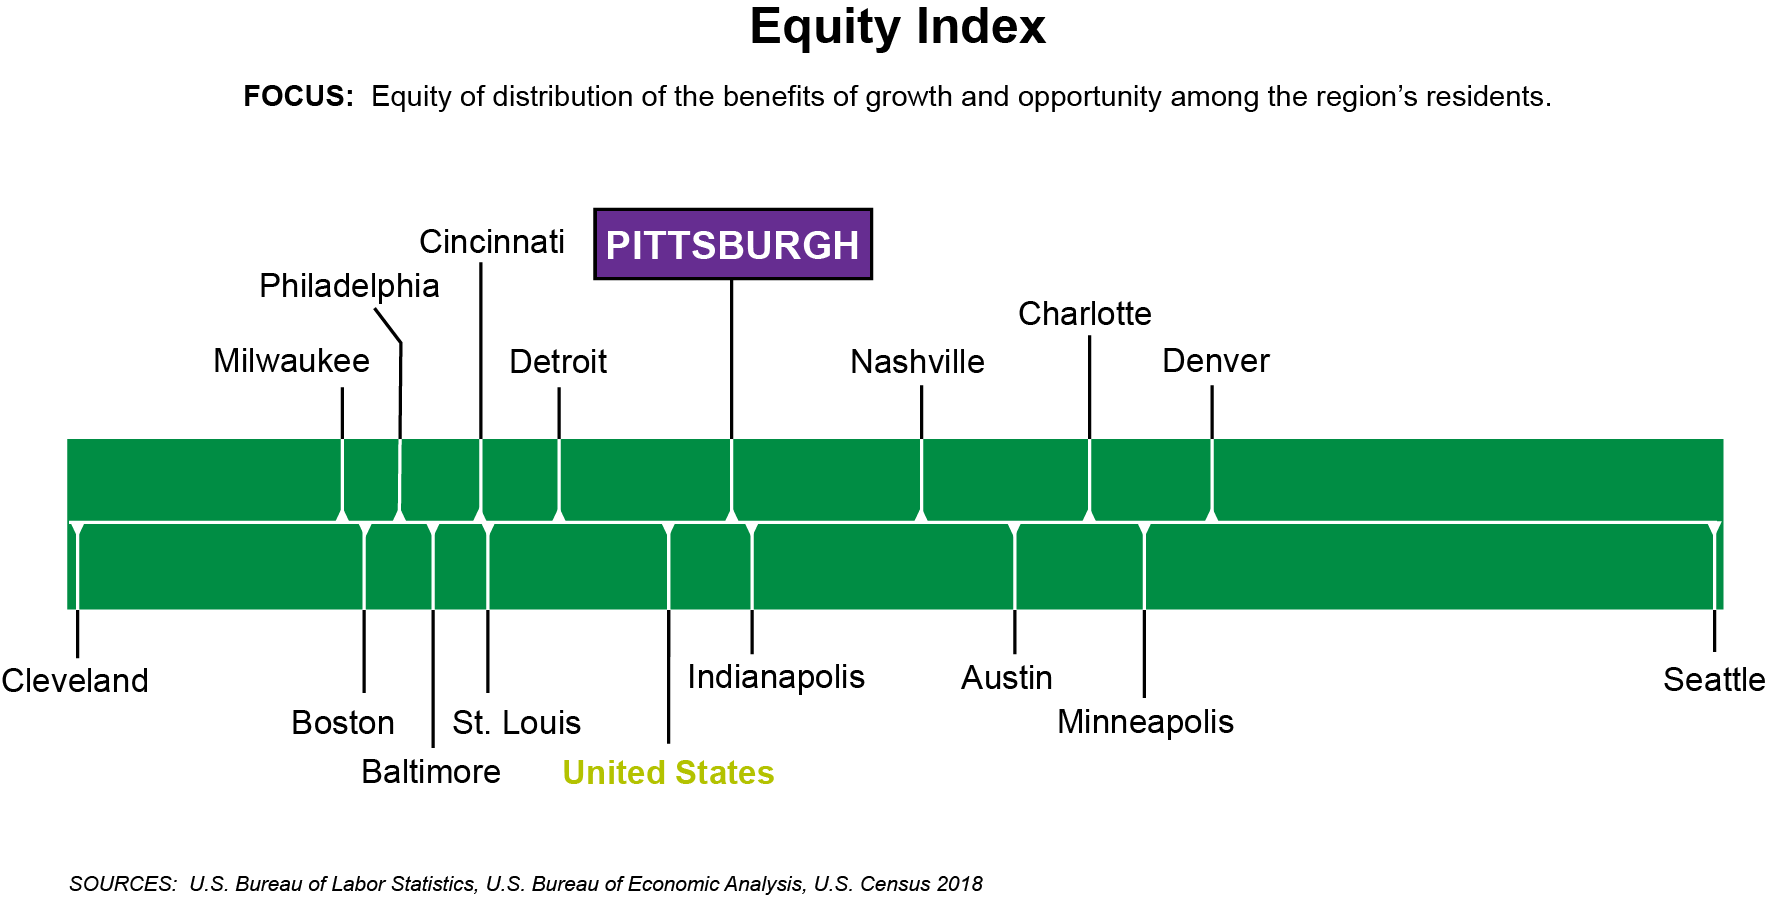 Equity Index
FOCUS: Equity of distribution of the benefits of growth and opportunity among the region’s residents.
Cincinnati
PITTSBURGH
Philadelphia
Charlotte
Milwaukee
Detroit
Nashville
Denver
Cleveland
Indianapolis
Austin
Seattle
Boston
St. Louis
Minneapolis
Baltimore
United States
SOURCES: U.S. Bureau of Labor Statistics, U.S. Bureau of Economic Analysis, U.S. Census 2018